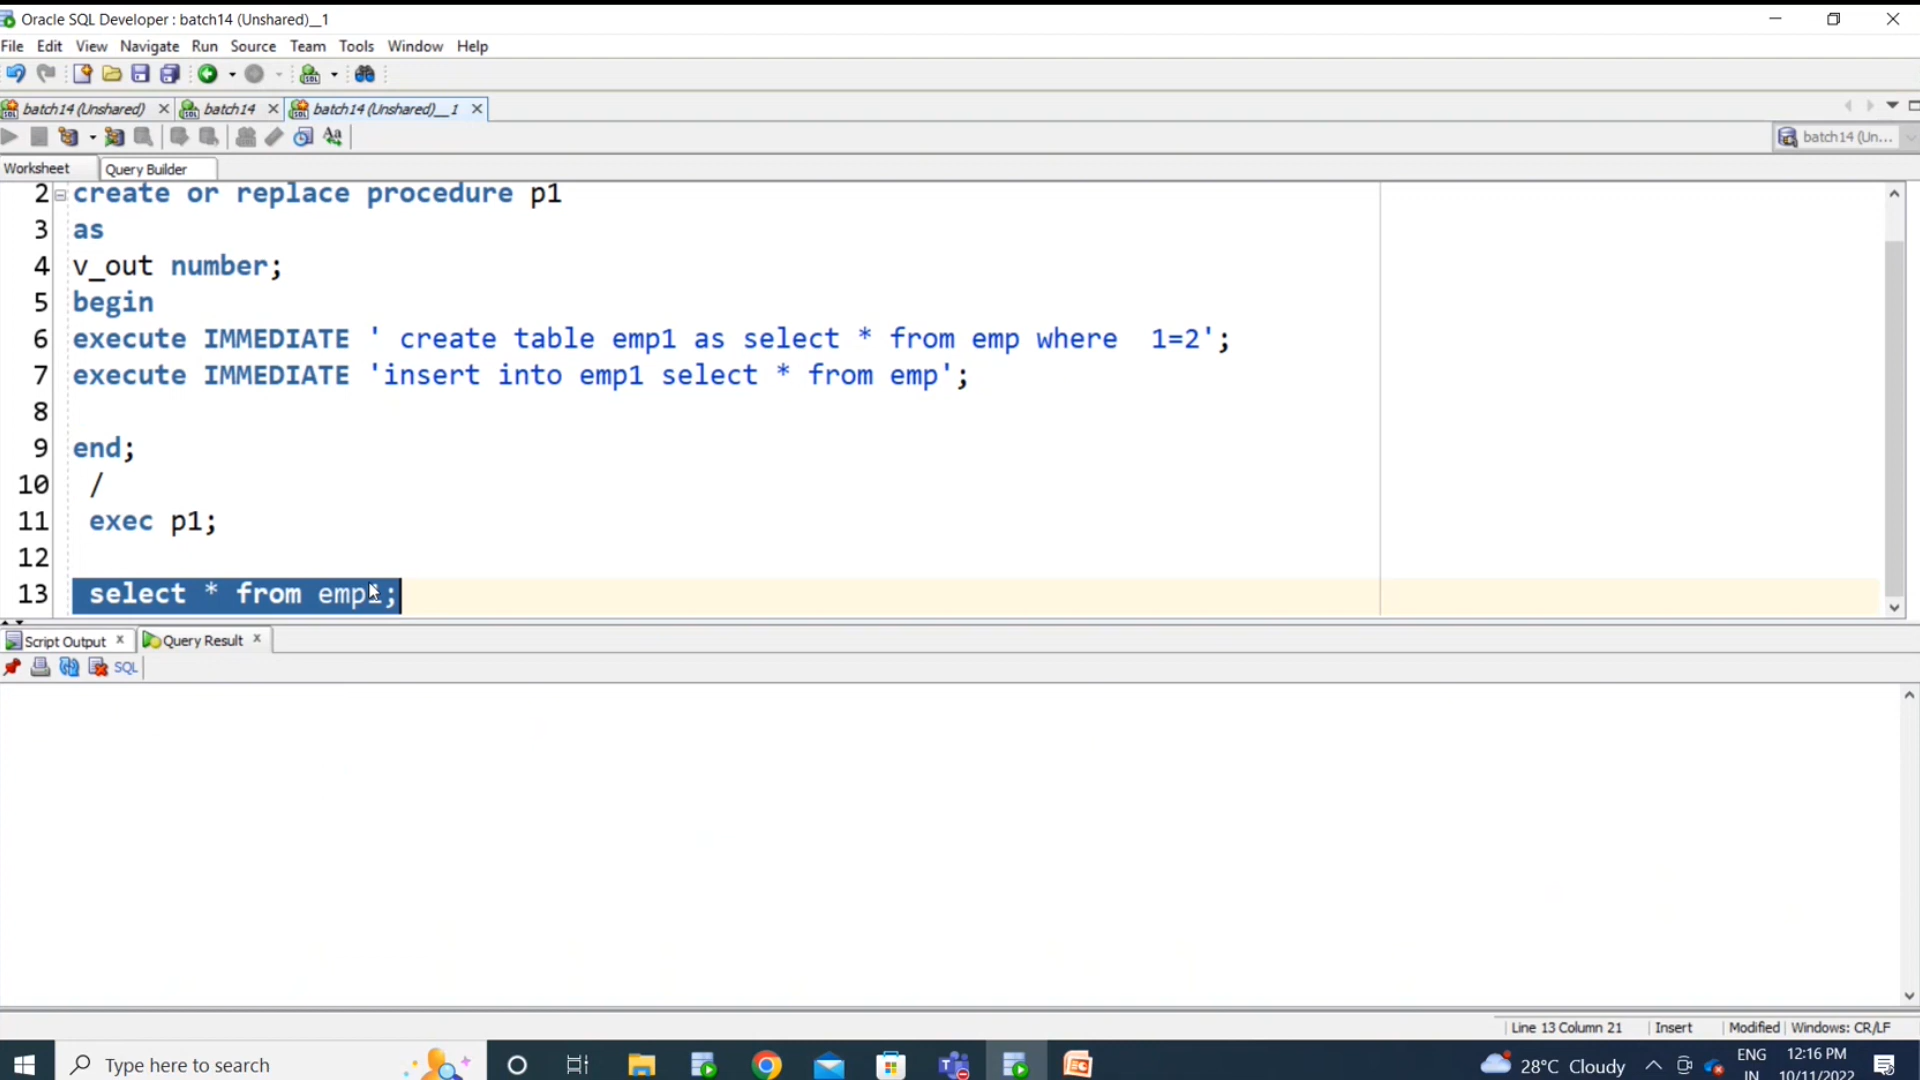 Oracle SQL Developer : batch14 (Unshared)__1
File Edit View Navigate Run Source Team Tools Window Help
batch14 (Unshared) batch14 batch14 (Unshared)__1
batch14 (Un...
Worksheet Query Builder
2 create or replace procedure p1
3 as
4 v_out number;
5 begin
6 execute IMMEDIATE ' create table emp1 as select * from emp where  1=2';
7 execute IMMEDIATE 'insert into emp1 select * from emp';
8
9 end;
10 /
11 exec p1;
12
13 select * from emp1;
Script Output Query Result
SQL
Line 13 Column 21 Insert Modified Windows: CR/LF
Type here to search
28°C Cloudy
ENG
IN
12:16 PM
10/11/2022